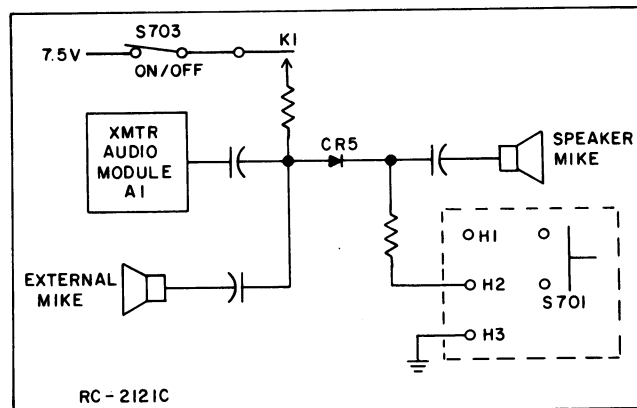 S703
K1
7.5V
ON/OFF
XMTR
AUDIO
MODULE
A1
CR5
SPEAKER
MIKE
EXTERNAL
MIKE
H1
H2
S701
H3
RC-2121C